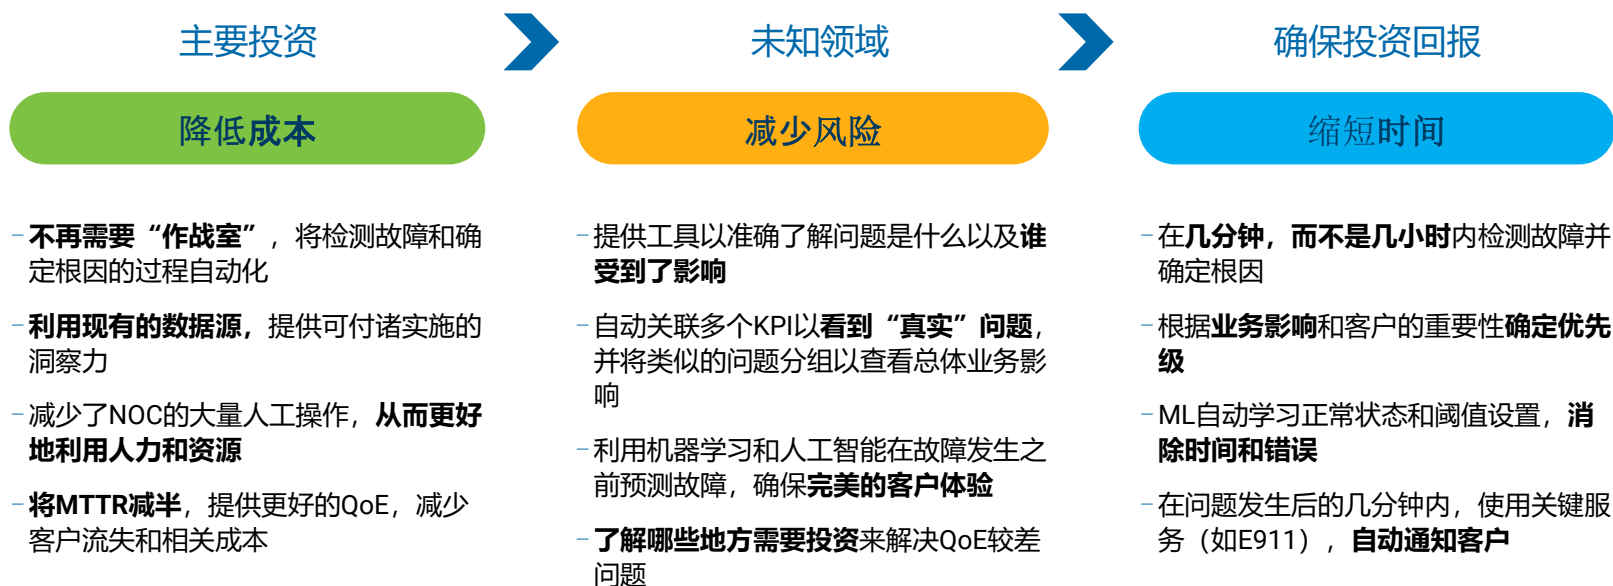 主要投资
未知领域
确保投资回报
降低成本
减少风险
缩短时间
–不再需要“作战室”，将检测故障和确
定根因的过程自动化
–利用现有的数据源，提供可付诸实施的
洞察力
–减少了NOC的大量人工操作，从而更好
地利用人力和资源
–将MTTR减半，提供更好的QoE，减少
客户流失和相关成本
–提供工具以准确了解问题是什么以及谁
受到了影响
–自动关联多个KPI以看到“真实”问题，
并将类似的问题分组以查看总体业务影
响
–利用机器学习和人工智能在故障发生之
前预测故障，确保完美的客户体验
–了解哪些地方需要投资来解决QoE较差
问题
–在几分钟，而不是几小时内检测故障并
确定根因
–根据业务影响和客户的重要性确定优先
级
–ML自动学习正常状态和阈值设置，消
除时间和错误
–在问题发生后的几分钟内，使用关键服
务（如E911），自动通知客户